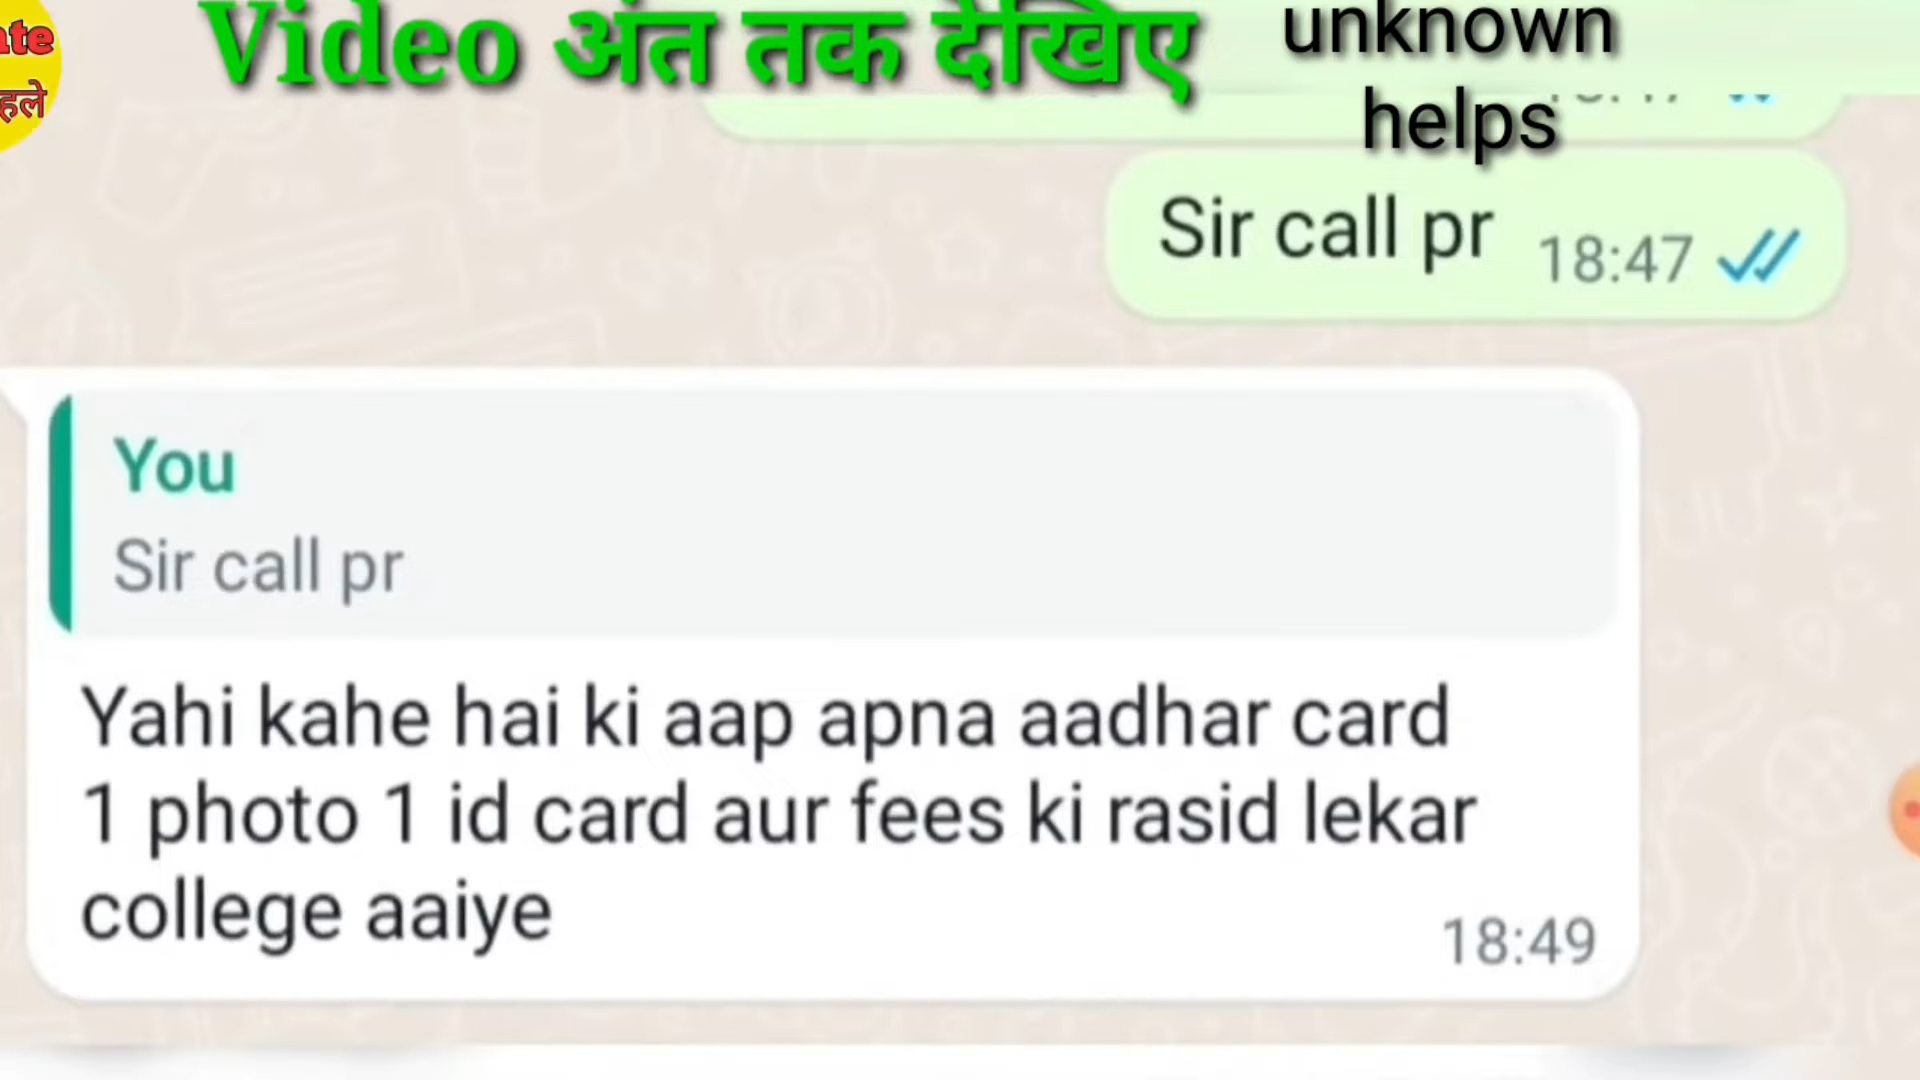 Video अंत तक देखिए
unknown
helps
Sir call pr 18:47
You
Sir call pr
Yahi kahe hai ki aap apna aadhar card
1 photo 1 id card aur fees ki rasid lekar
college aaiye
18:49